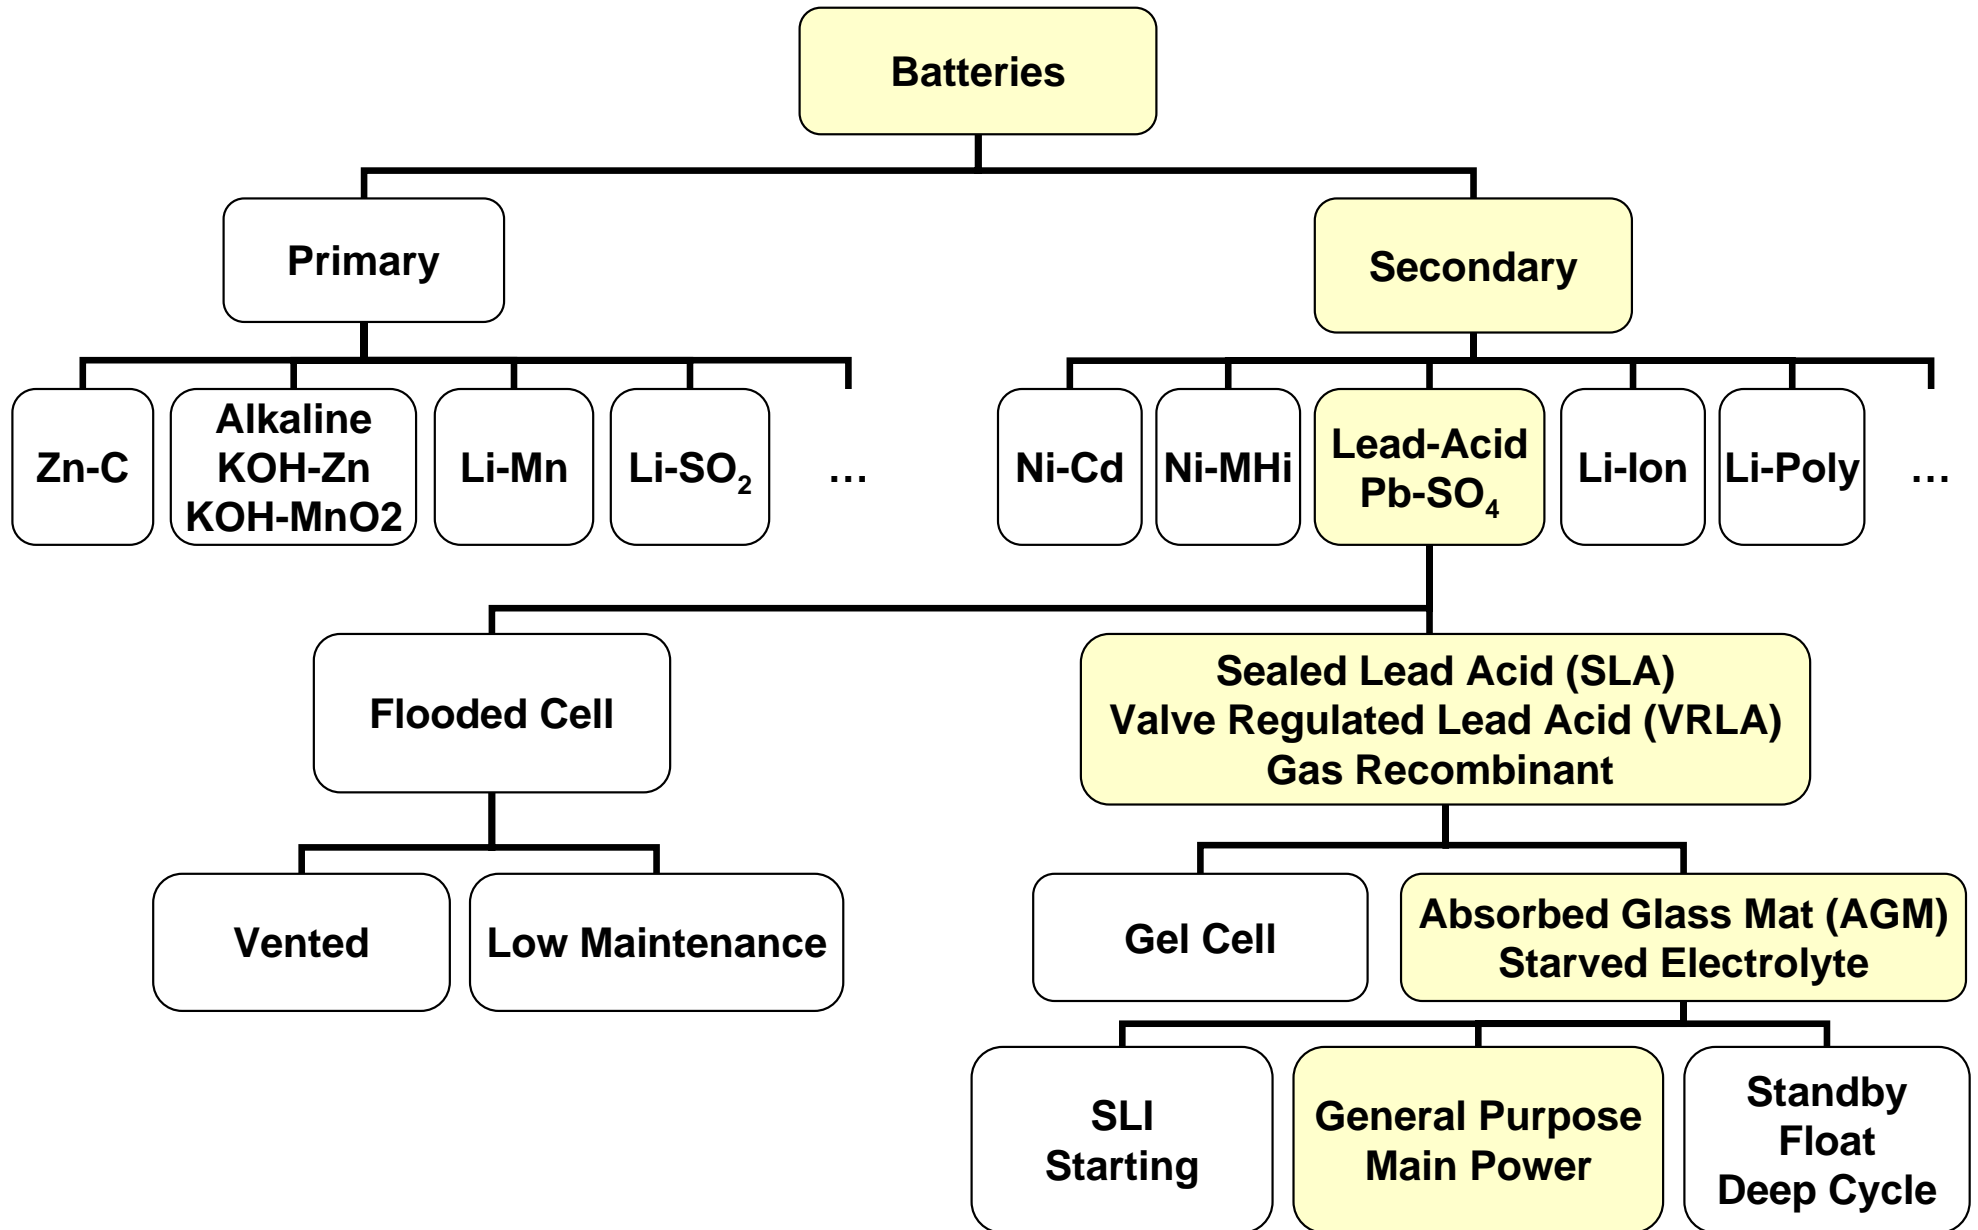 Batteries
Primary
Secondary
Zn-C
Alkaline
KOH-Zn
KOH-MnO2
Li-Mn
Li-SO₂
...
Ni-Cd
Ni-MHi
Lead-Acid
Pb-SO₄
Li-Ion
Li-Poly
...
Flooded Cell
Sealed Lead Acid (SLA)
Valve Regulated Lead Acid (VRLA)
Gas Recombinant
Vented
Low Maintenance
Gel Cell
Absorbed Glass Mat (AGM)
Starved Electrolyte
SLI
Starting
General Purpose
Main Power
Standby
Float
Deep Cycle